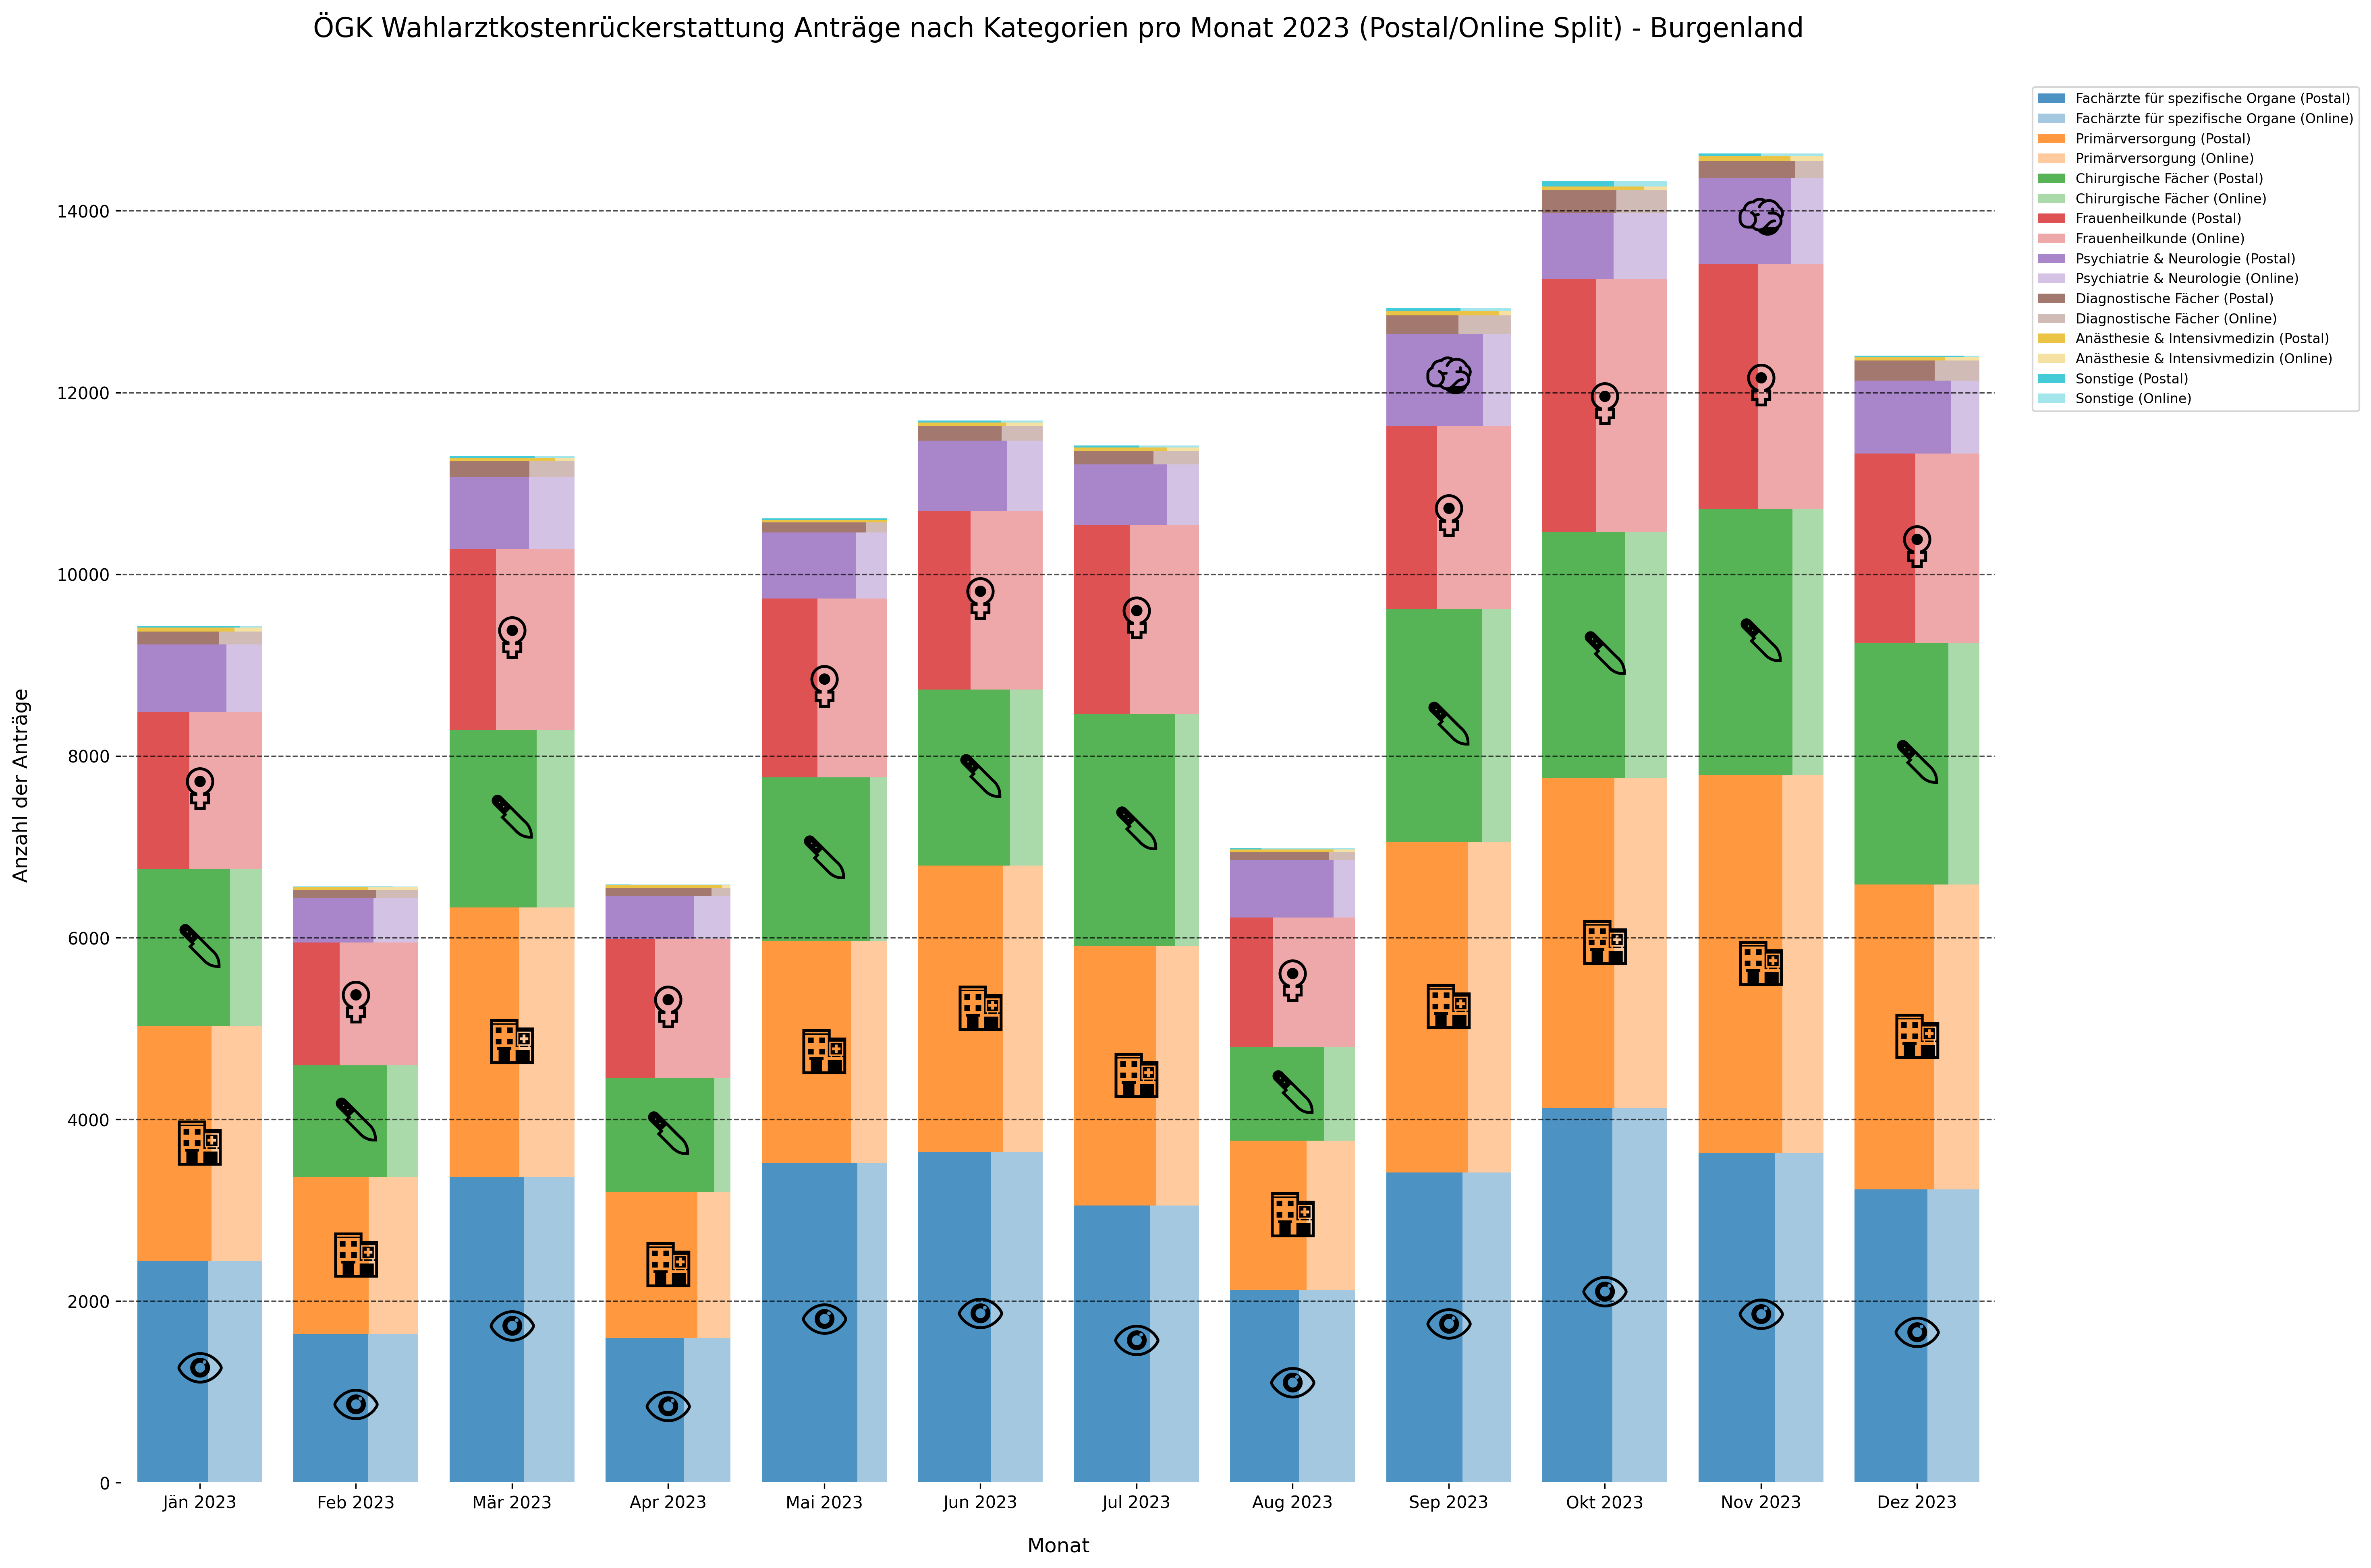 ÖGK Wahlarztkostenrückerstattung Anträge nach Kategorien pro Monat 2023 (Postal/Online Split) - Burgenland
Fachärzte für spezifische Organe (Postal)
Fachärzte für spezifische Organe (Online)
Primärversorgung (Postal)
Primärversorgung (Online)
Chirurgische Fächer (Postal)
Chirurgische Fächer (Online)
Frauenheilkunde (Postal)
Frauenheilkunde (Online)
Psychiatrie & Neurologie (Postal)
Psychiatrie & Neurologie (Online)
Diagnostische Fächer (Postal)
Diagnostische Fächer (Online)
Anästhesie & Intensivmedizin (Postal)
Anästhesie & Intensivmedizin (Online)
Sonstige (Postal)
Sonstige (Online)
Anzahl der Anträge
14000
12000
10000
8000
6000
4000
2000
0
Jän 2023
Feb 2023
Mär 2023
Apr 2023
Mai 2023
Jun 2023
Jul 2023
Aug 2023
Sep 2023
Okt 2023
Nov 2023
Dez 2023
Monat